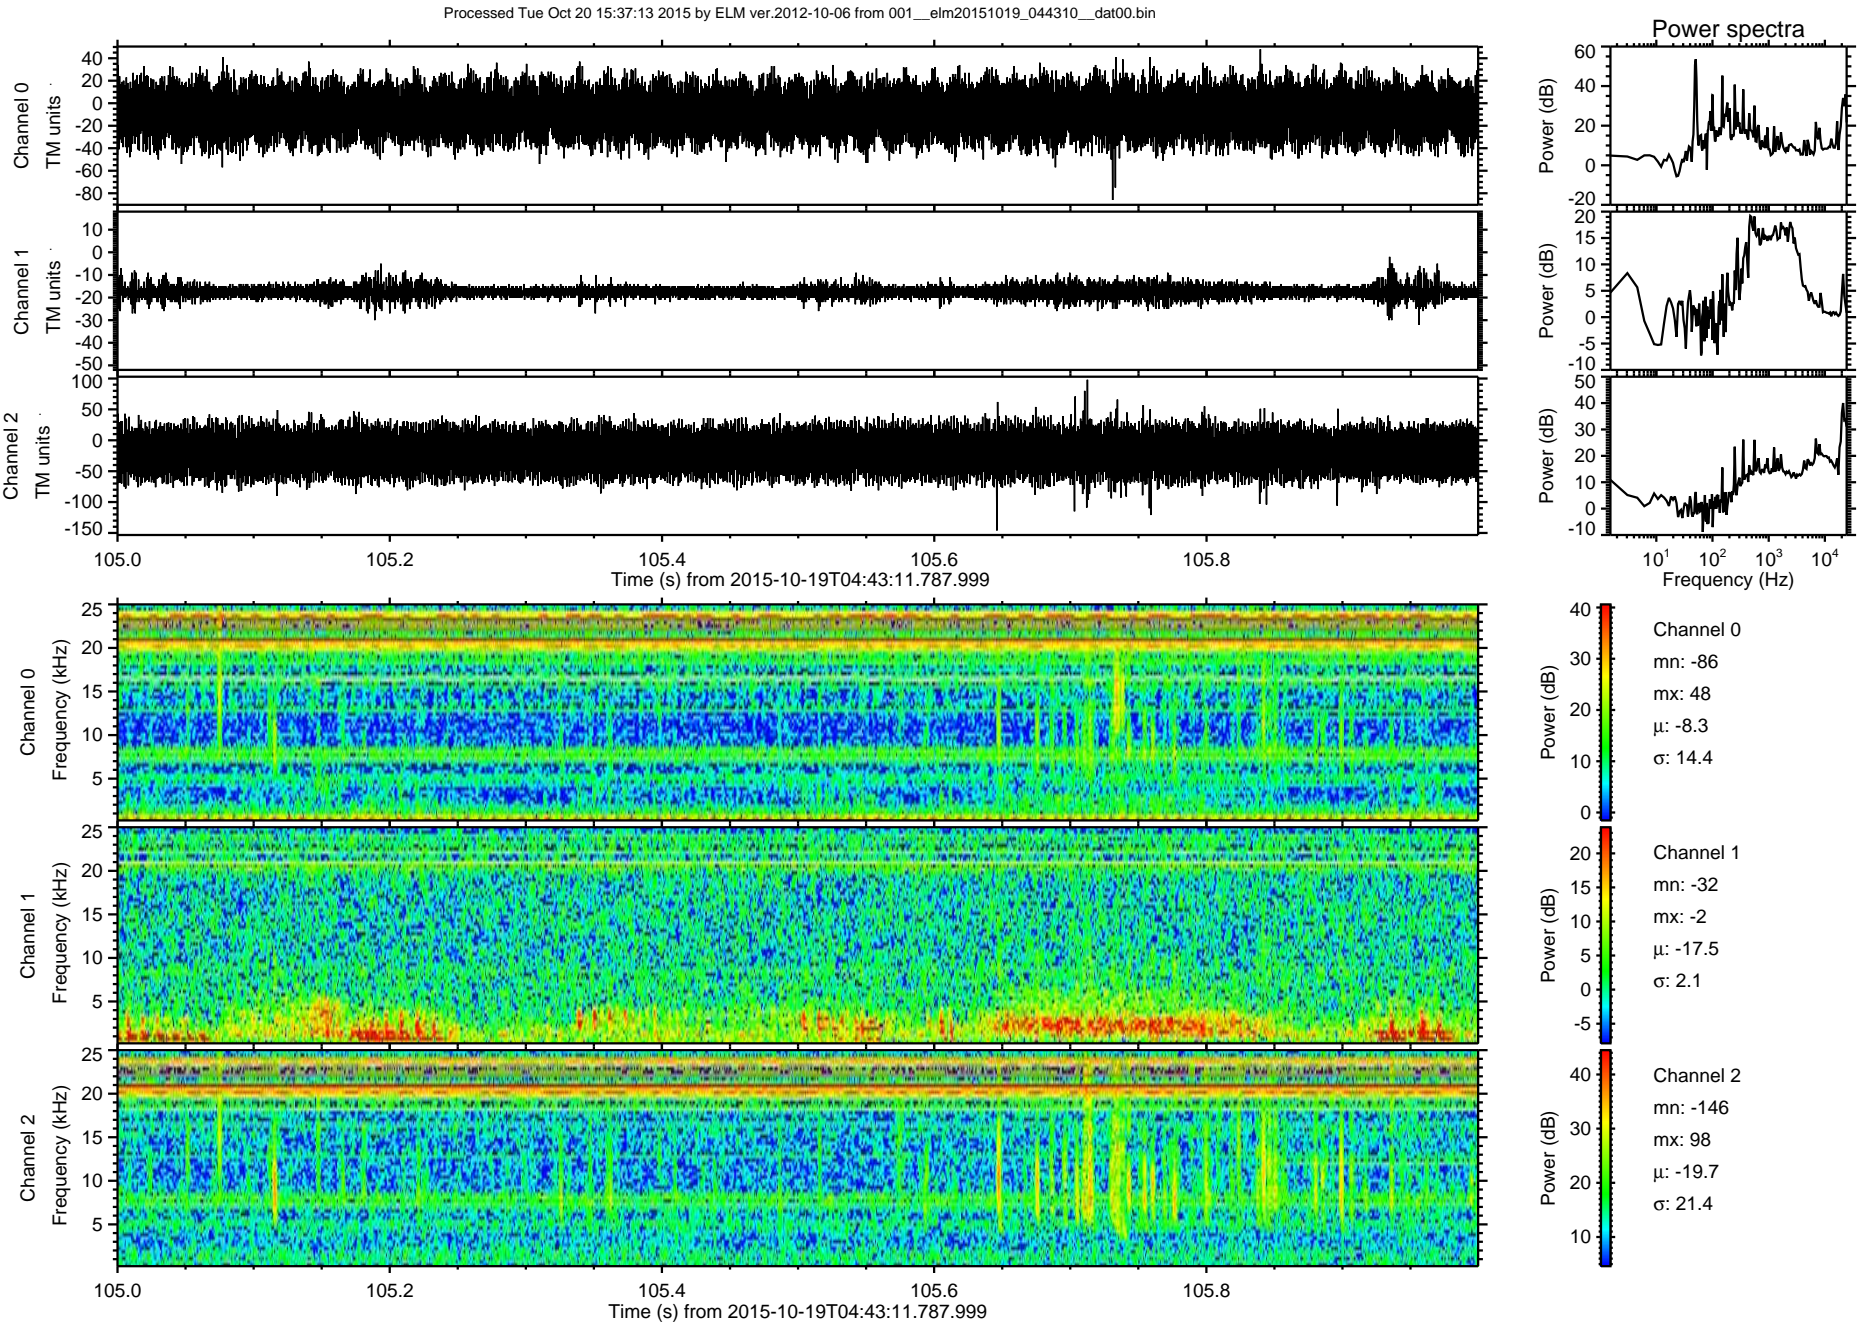 Processed Tue Oct 20 15:37:13 2015 by ELM ver.2012-10-06 from 001__elm20151019_044310__dat00.bin
Power spectra
Channel 0
TM units
40
20
0
-20
-40
-60
-80
Power (dB)
60
40
20
0
-20
Channel 1
TM units
10
0
-10
-20
-30
-40
-50
Power (dB)
20
15
10
5
0
-5
-10
Channel 2
TM units
100
50
0
-50
-100
-150
Power (dB)
50
40
30
20
10
0
-10
105.0 105.2 105.4 105.6 105.8
Time (s) from 2015-10-19T04:43:11.787.999
10¹ 10² 10³ 10⁴
Frequency (Hz)
Channel 0
Frequency (kHz)
25
20
15
10
5
Power (dB)
40
30
20
10
0
Channel 0
mn: -86
mx: 48
μ: -8.3
σ: 14.4
Channel 1
Frequency (kHz)
25
20
15
10
5
Power (dB)
20
15
10
5
0
-5
Channel 1
mn: -32
mx: -2
μ: -17.5
σ: 2.1
Channel 2
Frequency (kHz)
25
20
15
10
5
Power (dB)
40
30
20
10
Channel 2
mn: -146
mx: 98
μ: -19.7
σ: 21.4
105.0 105.2 105.4 105.6 105.8
Time (s) from 2015-10-19T04:43:11.787.999